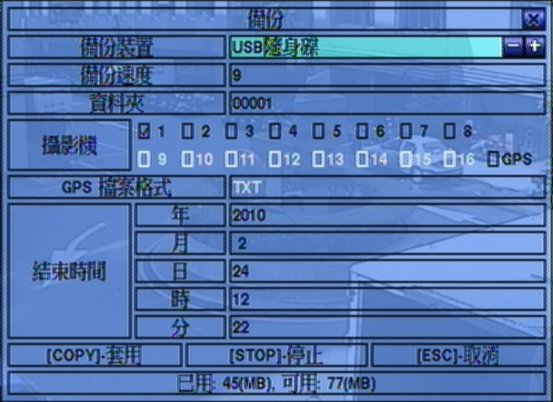 備份
備份裝置 USB隨身碟
備份速度 9
資料夾 00001
攝影機 1 2 3 4 5 6 7 8
9 10 11 12 13 14 15 16 GPS
GPS 檔案格式 TXT
結束時間
年 2010
月 2
日 24
時 12
分 22
[COPY]-套用 [STOP]-停止 [ESC]-取消
已用: 45(MB), 可用: 77(MB)